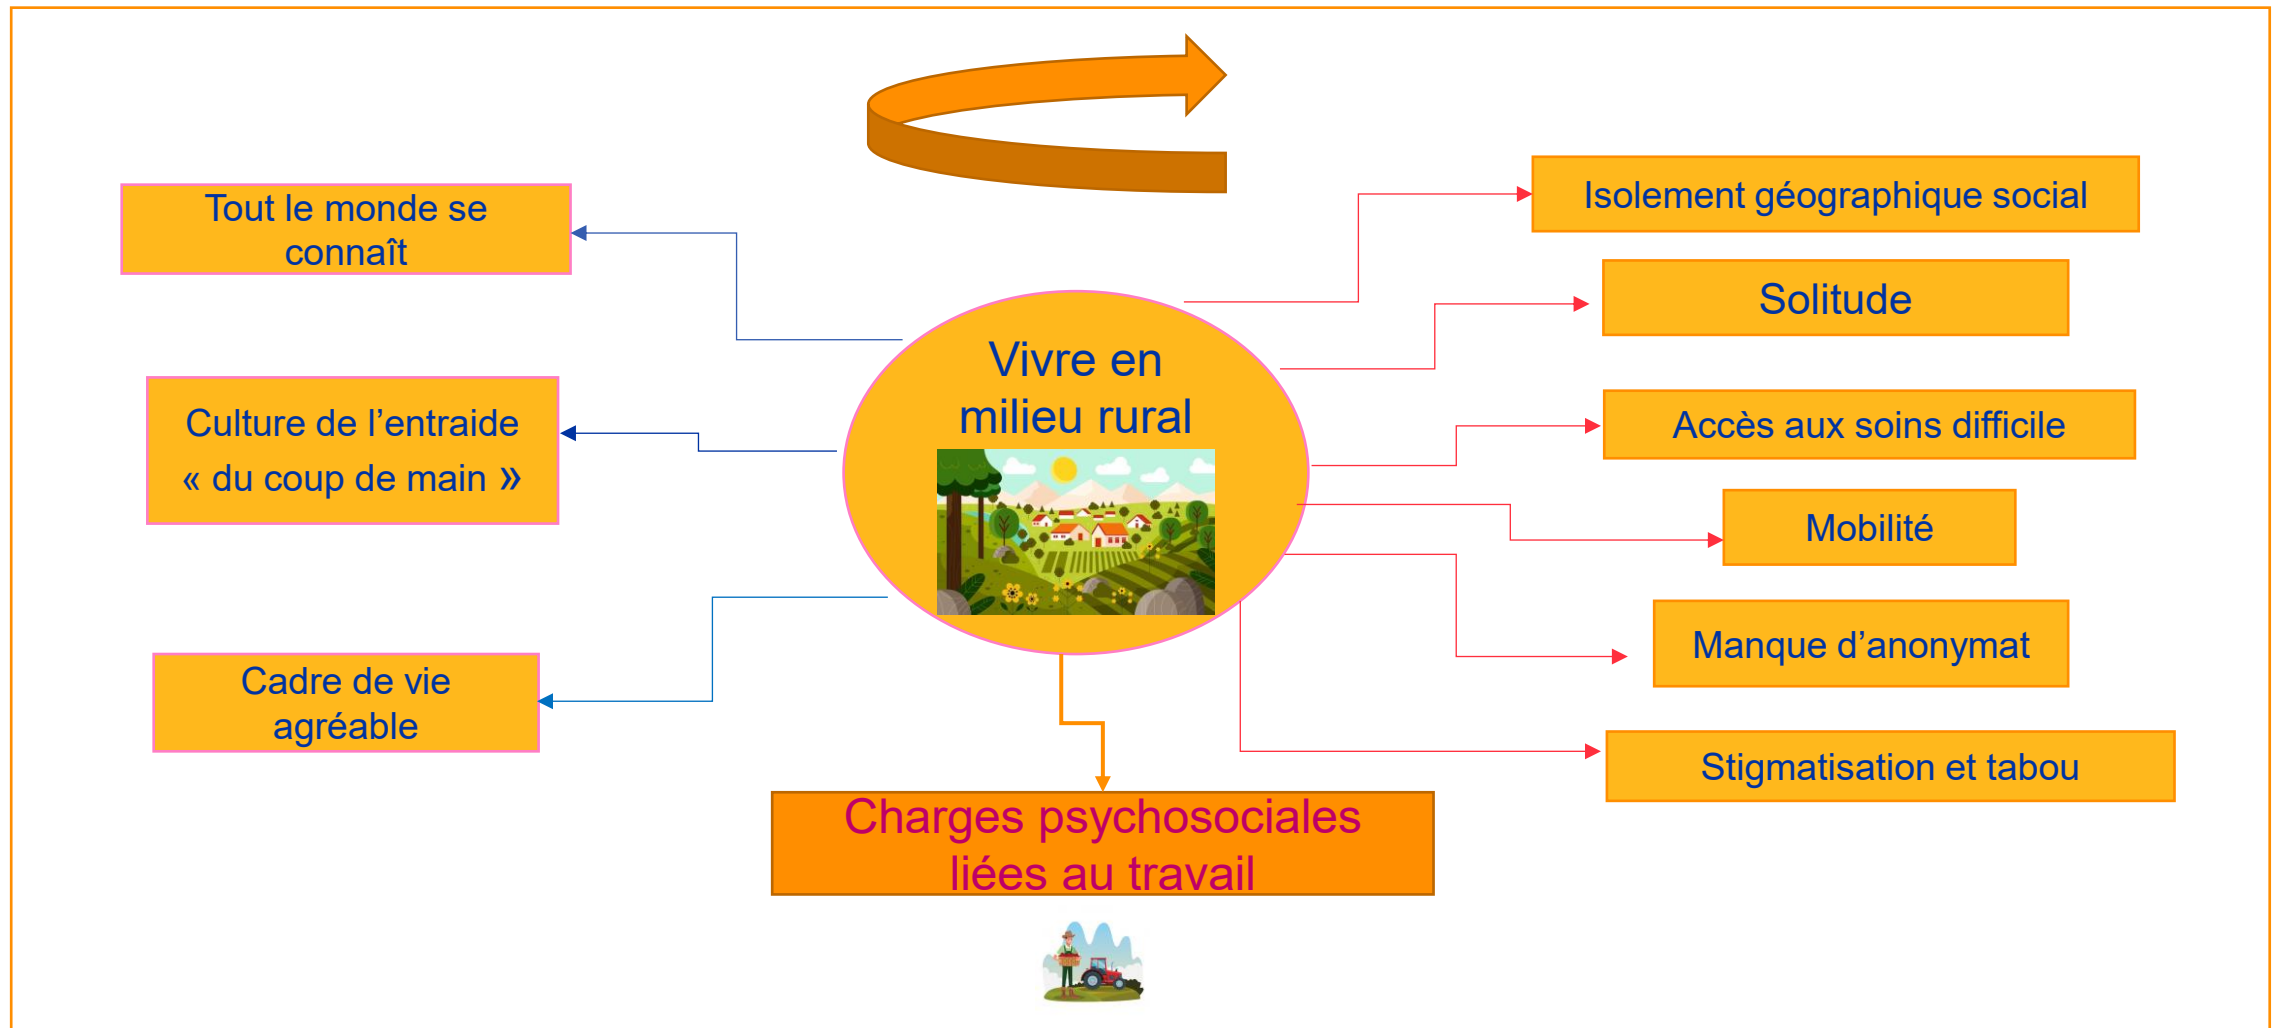 Tout le monde se
connaît
Culture de l’entraide
« du coup de main »
Cadre de vie
agréable
Vivre en
milieu rural
Charges psychosociales
liées au travail
Isolement géographique social
Solitude
Accès aux soins difficile
Mobilité
Manque d’anonymat
Stigmatisation et tabou